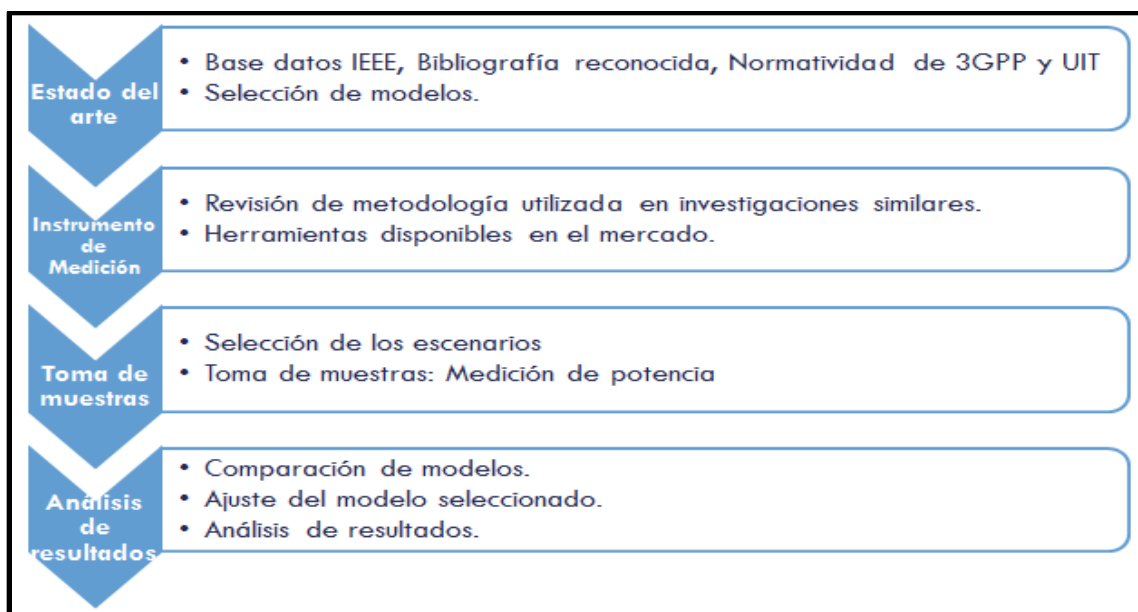 Estado del
arte
• Base datos IEEE, Bibliografía reconocida, Normatividad de 3GPP y UIT
• Selección de modelos.
Instrumento
de
Medición
• Revisión de metodología utilizada en investigaciones similares.
• Herramientas disponibles en el mercado.
Toma de
muestras
• Selección de los escenarios
• Toma de muestras: Medición de potencia
Análisis
de
resultados
• Comparación de modelos.
• Ajuste del modelo seleccionado.
• Análisis de resultados.